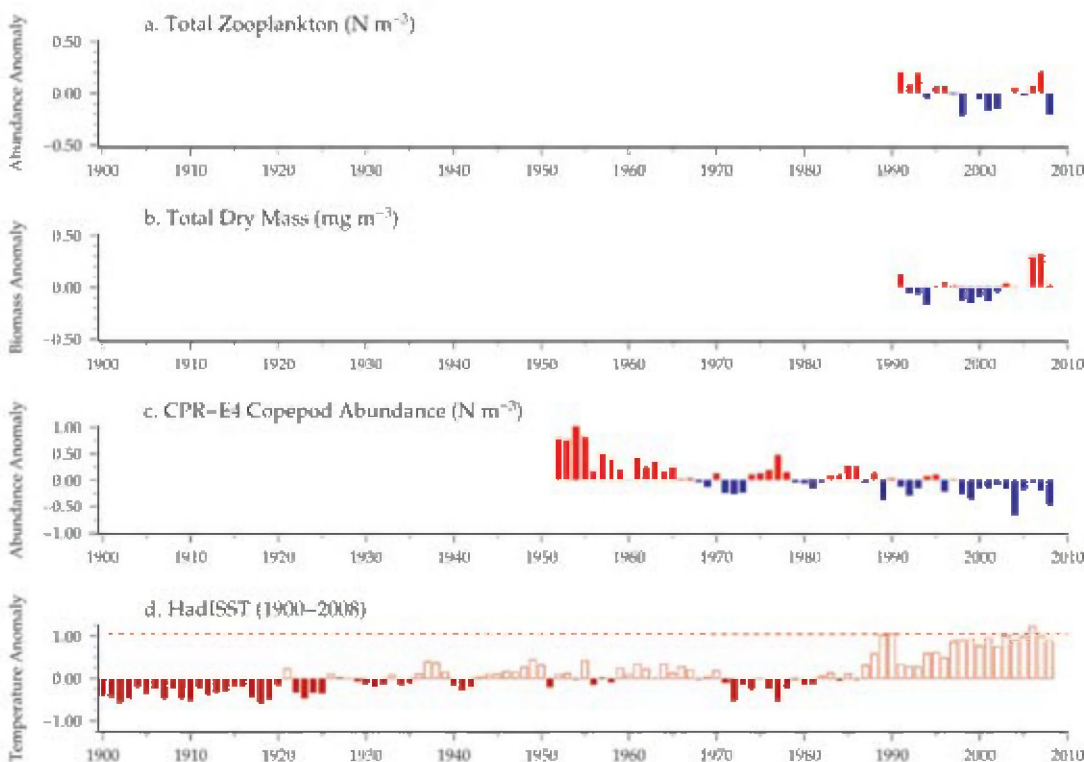 a. Total Zooplankton (N m⁻³)
Abundance Anomaly
0.50
0.00
−0.50
1900 1910 1920 1930 1940 1950 1960 1970 1980 1990 2000 2010
b. Total Dry Mass (mg m⁻³)
Biomass Anomaly
0.50
0.00
−0.50
1900 1910 1920 1930 1940 1950 1960 1970 1980 1990 2000 2010
c. CPR−E4 Copepod Abundance (N m⁻³)
Abundance Anomaly
1.00
0.50
0.00
−0.50
−1.00
1900 1910 1920 1930 1940 1950 1960 1970 1980 1990 2000 2010
d. HadISST (1900−2008)
Temperature Anomaly
1.00
0.00
−1.00
1900 1910 1920 1930 1940 1950 1960 1970 1980 1990 2000 2010